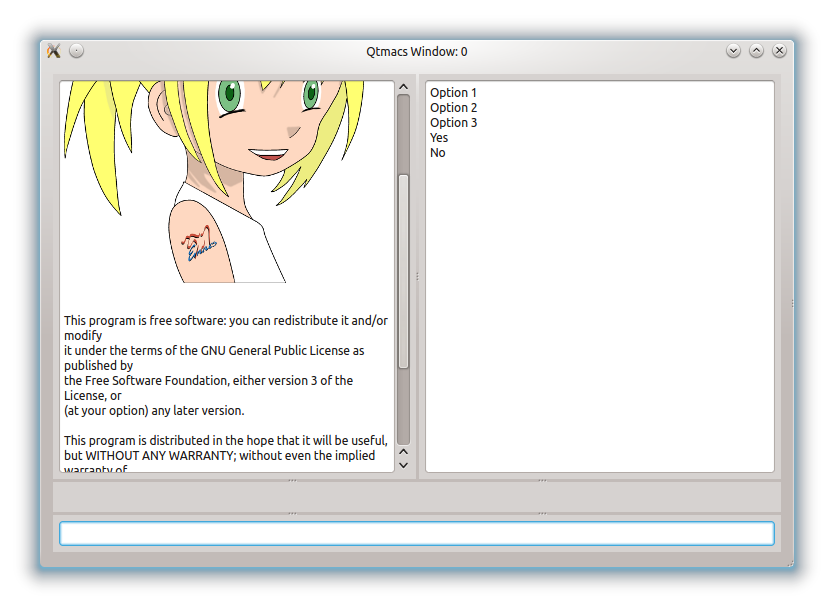 Qtmacs Window: 0
This program is free software: you can redistribute it and/or
modify
it under the terms of the GNU General Public License as
published by
the Free Software Foundation, either version 3 of the
License, or
(at your option) any later version.
This program is distributed in the hope that it will be useful,
but WITHOUT ANY WARRANTY; without even the implied
warranty of
Option 1
Option 2
Option 3
Yes
No